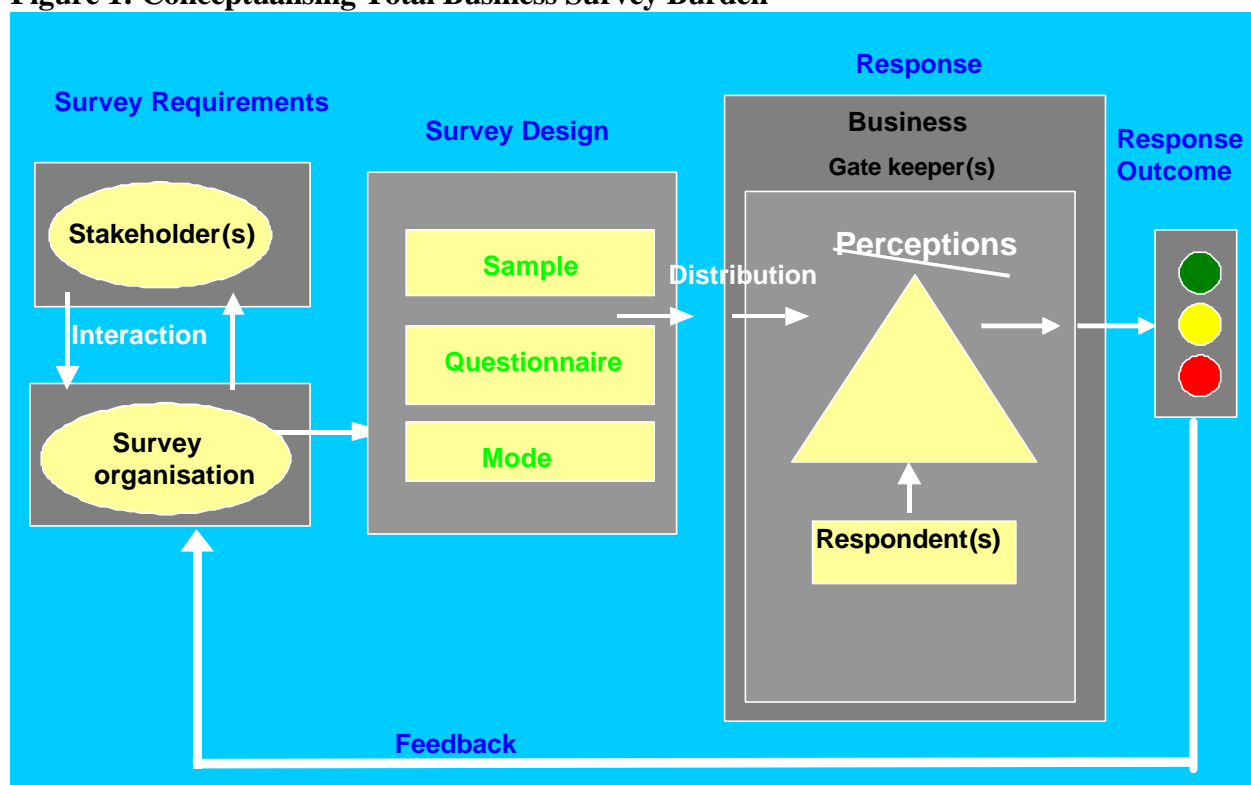 Figure 1: Conceptualising Total Business Survey Burden
Survey Requirements
Stakeholder(s)
Interaction
Survey
organisation
Survey Design
Sample
Questionnaire
Mode
Distribution
Response
Business
Gate keeper(s)
Perceptions
Respondent(s)
Response
Outcome
Feedback